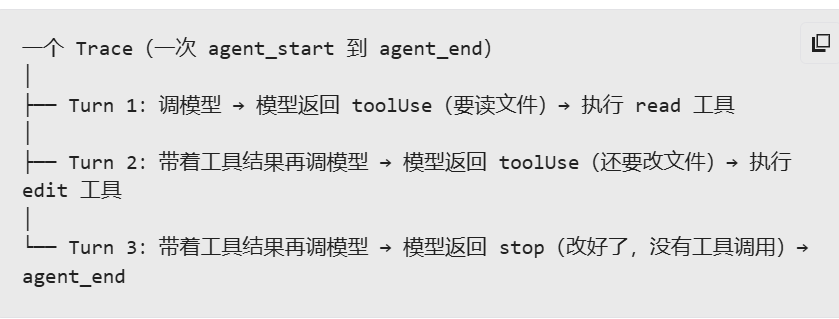 一个 Trace（一次 agent_start 到 agent_end）
│
├── Turn 1: 调模型 → 模型返回 toolUse（要读文件）→ 执行 read 工具
│
├── Turn 2: 带着工具结果再调模型 → 模型返回 toolUse（还要改文件）→ 执行
edit 工具
│
└── Turn 3: 带着工具结果再调模型 → 模型返回 stop（改好了，没有工具调用）→
agent_end